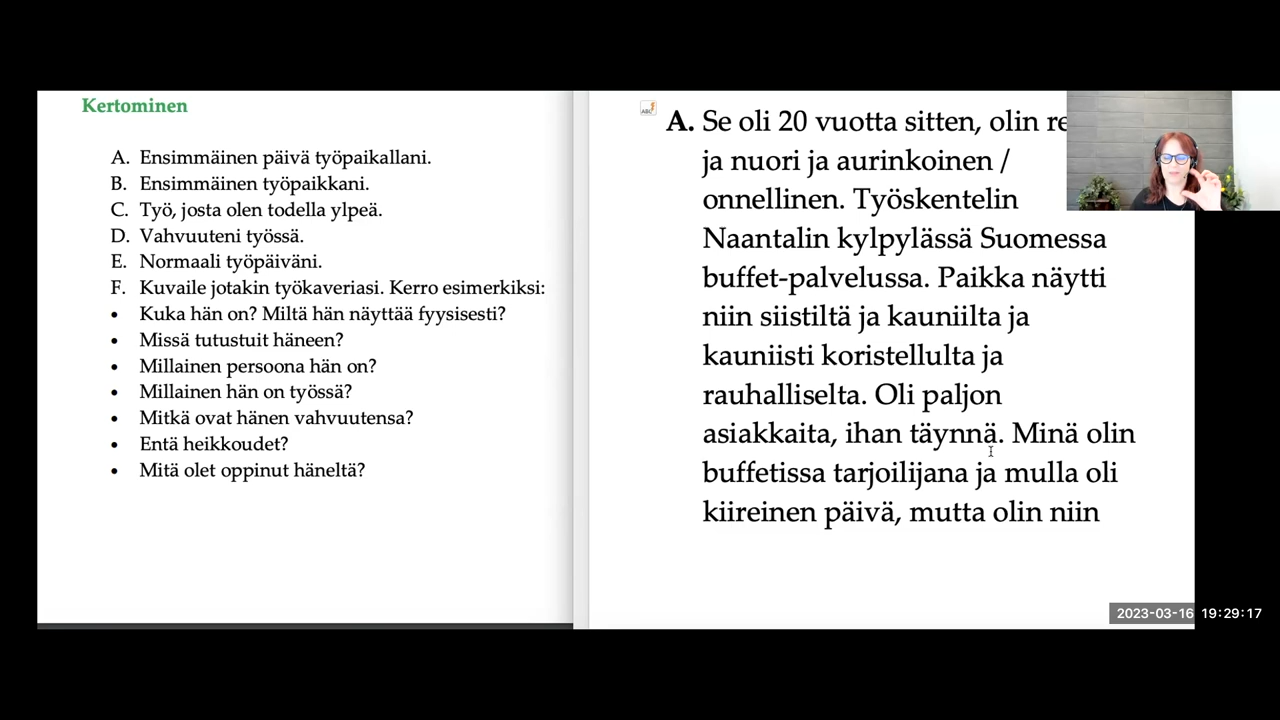 Kertominen
A. Ensimmäinen päivä työpaikallani.
B. Ensimmäinen työpaikkani.
C. Työ, josta olen todella ylpeä.
D. Vahvuuteni työssä.
E. Normaali työpäiväni.
F. Kuvaile jotakin työkaveriasi. Kerro esimerkiksi:
• Kuka hän on? Miltä hän näyttää fyysisesti?
• Missä tutustuit häneen?
• Millainen persoona hän on?
• Millainen hän on työssä?
• Mitkä ovat hänen vahvuutensa?
• Entä heikkoudet?
• Mitä olet oppinut häneltä?
A. Se oli 20 vuotta sitten, olin
ja nuori ja aurinkoinen /
onnellinen. Työskentelin
Naantalin kylpylässä Suomessa
buffet-palvelussa. Paikka näytti
niin siistiltä ja kauniilta ja
kauniisti koristellulta ja
rauhalliselta. Oli paljon
asiakkaita, ihan täynnä. Minä olin
buffetissa tarjoilijana ja mulla oli
kiireinen päivä, mutta olin niin
2023-03-16 19:29:17